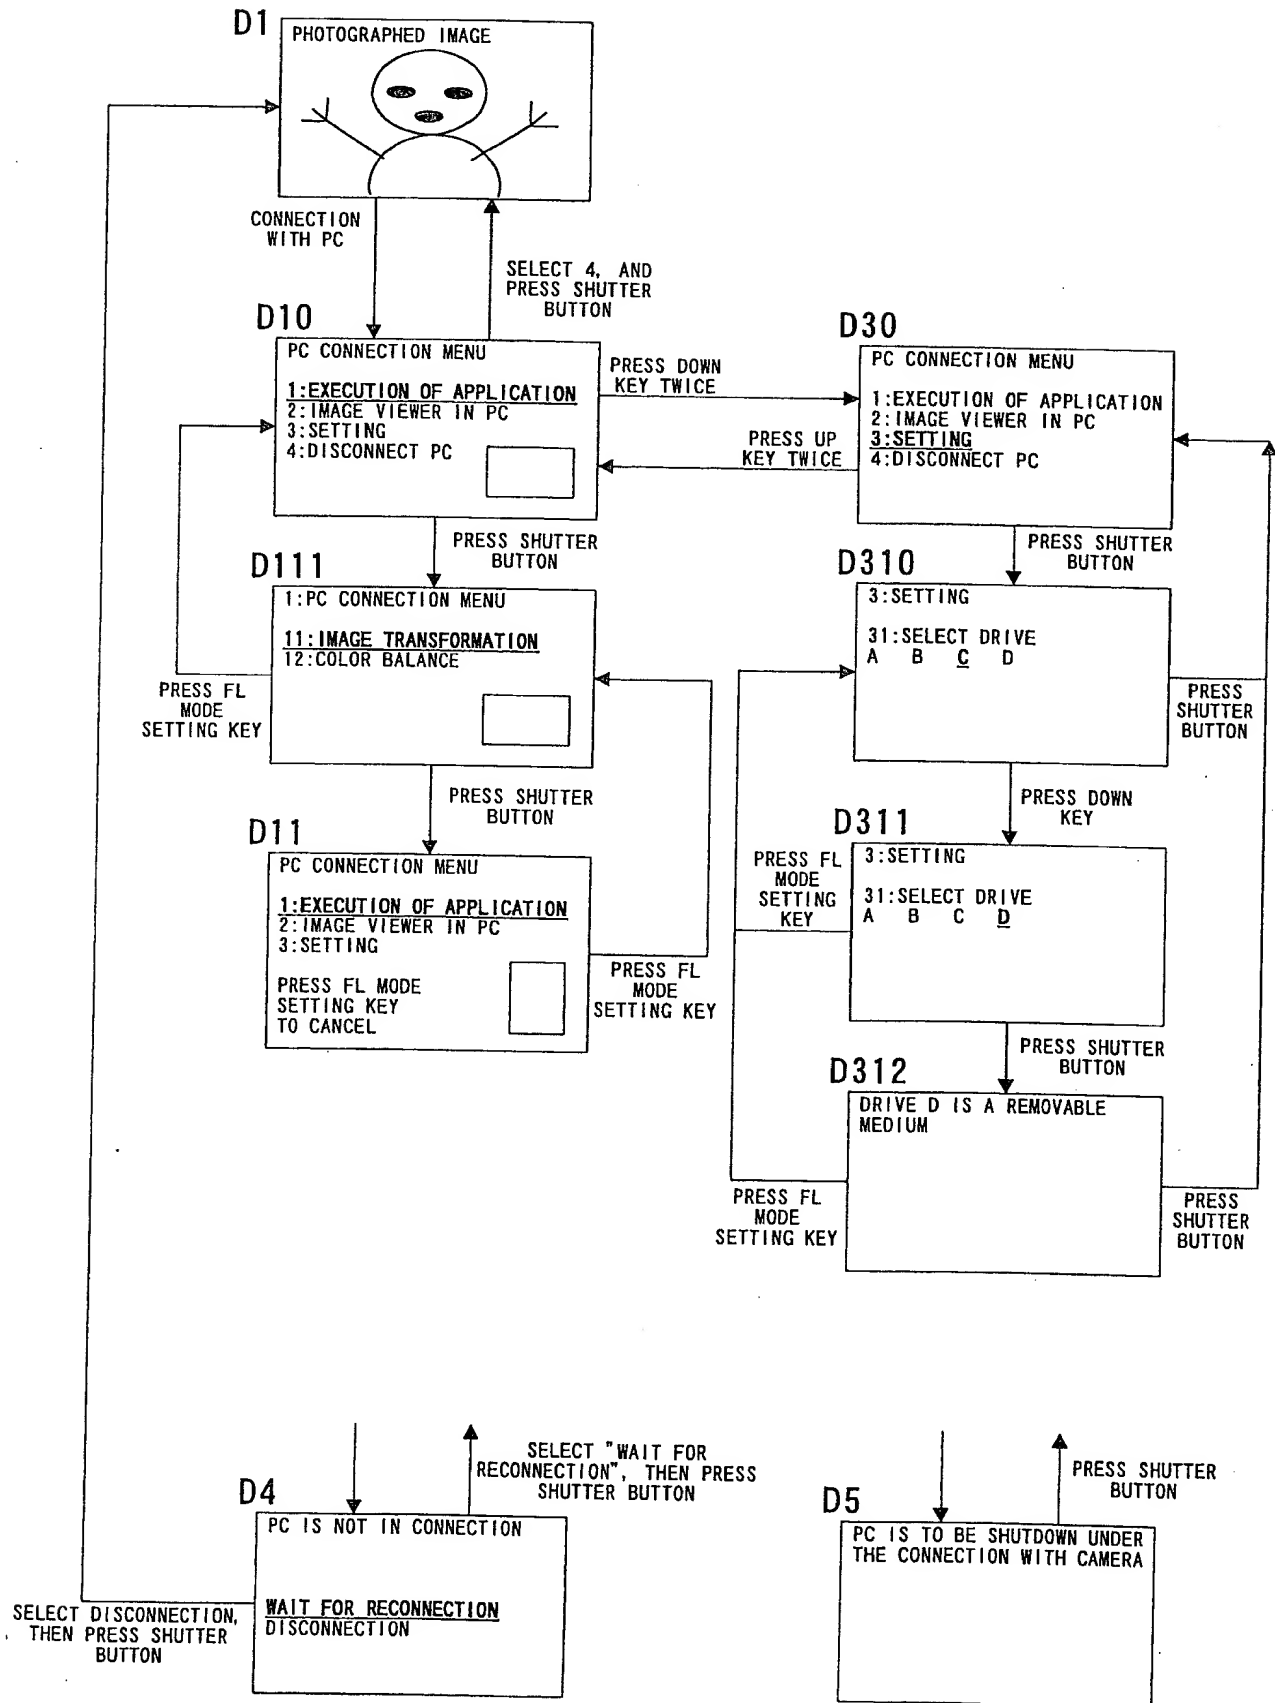 D1
PHOTOGRAPHED IMAGE
CONNECTION
WITH PC
SELECT 4, AND
PRESS SHUTTER
BUTTON
D10
PC CONNECTION MENU
1:EXECUTION OF APPLICATION
2:IMAGE VIEWER IN PC
3:SETTING
4:DISCONNECT PC
PRESS DOWN
KEY TWICE
PRESS UP
KEY TWICE
D30
PC CONNECTION MENU
1:EXECUTION OF APPLICATION
2:IMAGE VIEWER IN PC
3:SETTING
4:DISCONNECT PC
PRESS SHUTTER
BUTTON
D111
1:PC CONNECTION MENU
11:IMAGE TRANSFORMATION
12:COLOR BALANCE
PRESS FL
MODE
SETTING KEY
PRESS SHUTTER
BUTTON
D310
3:SETTING
31:SELECT DRIVE
A B C D
PRESS
SHUTTER
BUTTON
PRESS SHUTTER
BUTTON
D11
PC CONNECTION MENU
1:EXECUTION OF APPLICATION
2:IMAGE VIEWER IN PC
3:SETTING
PRESS FL MODE
SETTING KEY
TO CANCEL
PRESS FL
MODE
SETTING KEY
PRESS DOWN
KEY
D311
3:SETTING
31:SELECT DRIVE
A B C D
PRESS FL
MODE
SETTING
KEY
PRESS SHUTTER
BUTTON
D312
DRIVE D IS A REMOVABLE
MEDIUM
PRESS FL
MODE
SETTING KEY
PRESS
SHUTTER
BUTTON
SELECT "WAIT FOR
RECONNECTION", THEN PRESS
SHUTTER BUTTON
D4
PC IS NOT IN CONNECTION
WAIT FOR RECONNECTION
DISCONNECTION
SELECT DISCONNECTION,
THEN PRESS SHUTTER
BUTTON
PRESS SHUTTER
BUTTON
D5
PC IS TO BE SHUTDOWN UNDER
THE CONNECTION WITH CAMERA